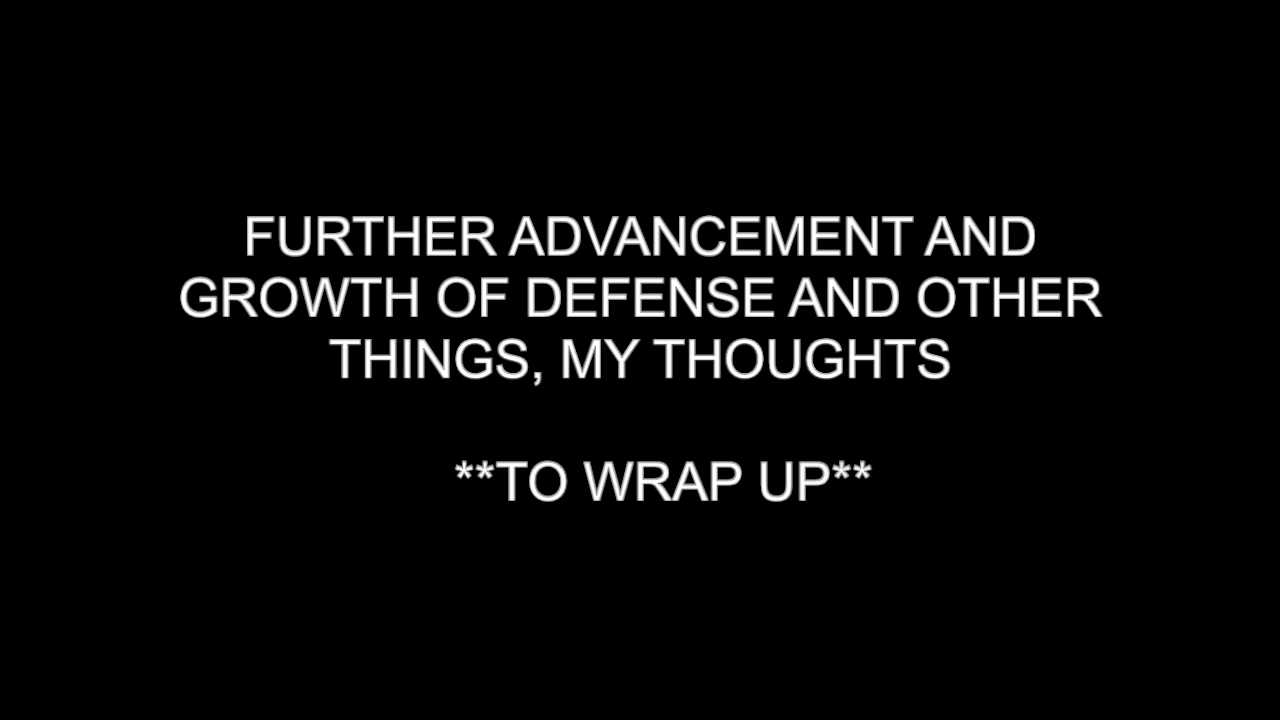 FURTHER ADVANCEMENT AND
GROWTH OF DEFENSE AND OTHER
THINGS, MY THOUGHTS
**TO WRAP UP**